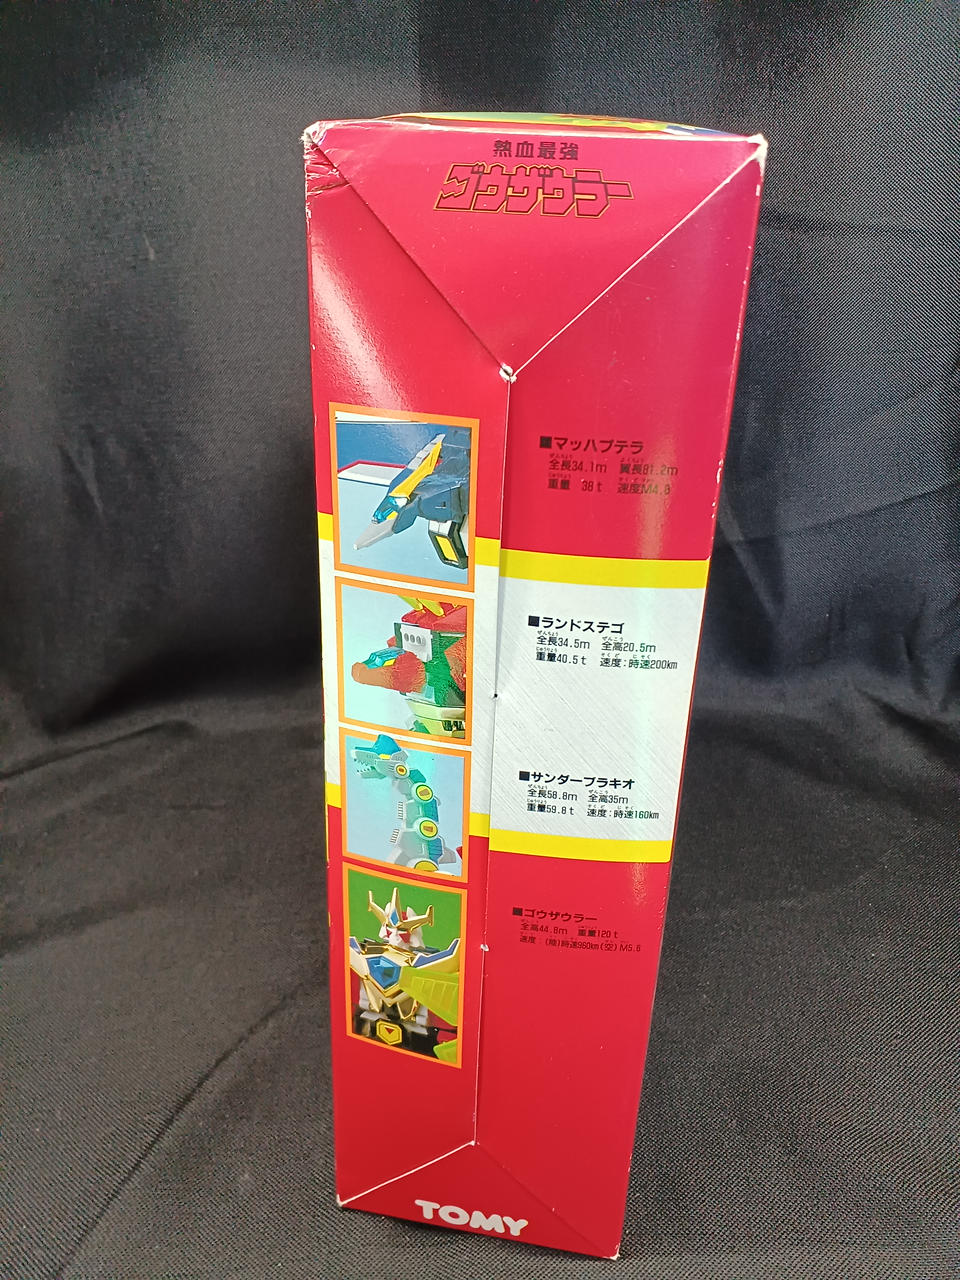 熱血最強
ゴウザウラー
■マッハプテラ
全長34.1m 翼長81.2m
重量 38t 速度M4.8
■ランドステゴ
全長34.5m 全高20.5m
重量40.5t 速度:時速200km
■サンダーブラキオ
全長58.8m 全高35m
重量59.8t 速度:時速160km
■ゴウザウラー
全高44.8m 重量120t
速度:(陸)時速960km(空)M5.6
TOMY